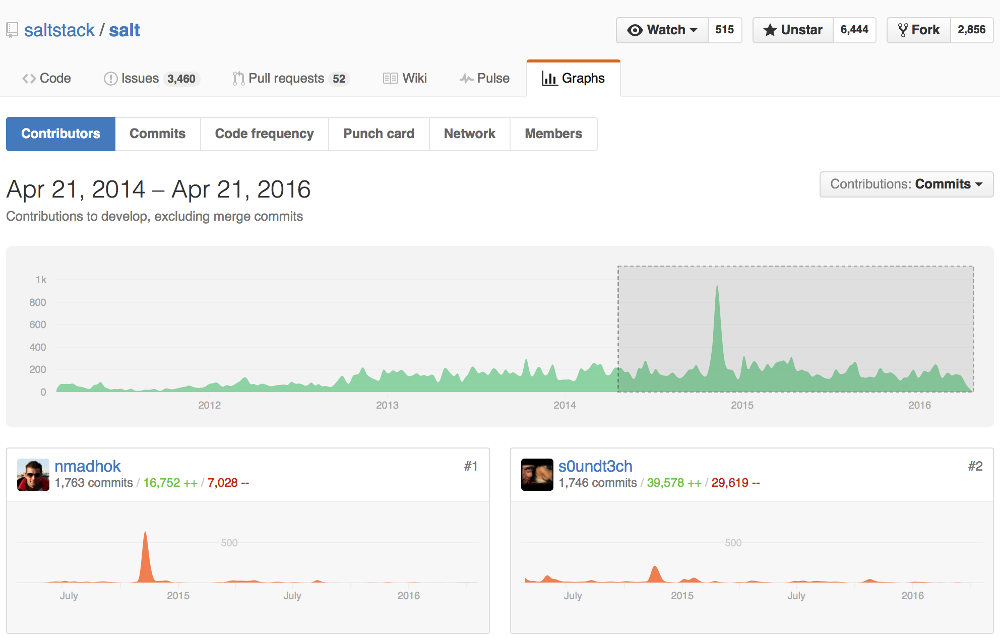 saltstack / salt
Watch 515 Unstar 6,444 Fork 2,856
Code Issues 3,460 Pull requests 52 Wiki Pulse Graphs
Contributors Commits Code frequency Punch card Network Members
Apr 21, 2014 – Apr 21, 2016
Contributions: Commits
Contributions to develop, excluding merge commits
1k
800
600
400
200
0
2012 2013 2014 2015 2016
nmadhok #1
1,763 commits / 16,752 ++ / 7,028 --
500
July 2015 July 2016
s0undt3ch #2
1,746 commits / 39,578 ++ / 29,619 --
500
July 2015 July 2016